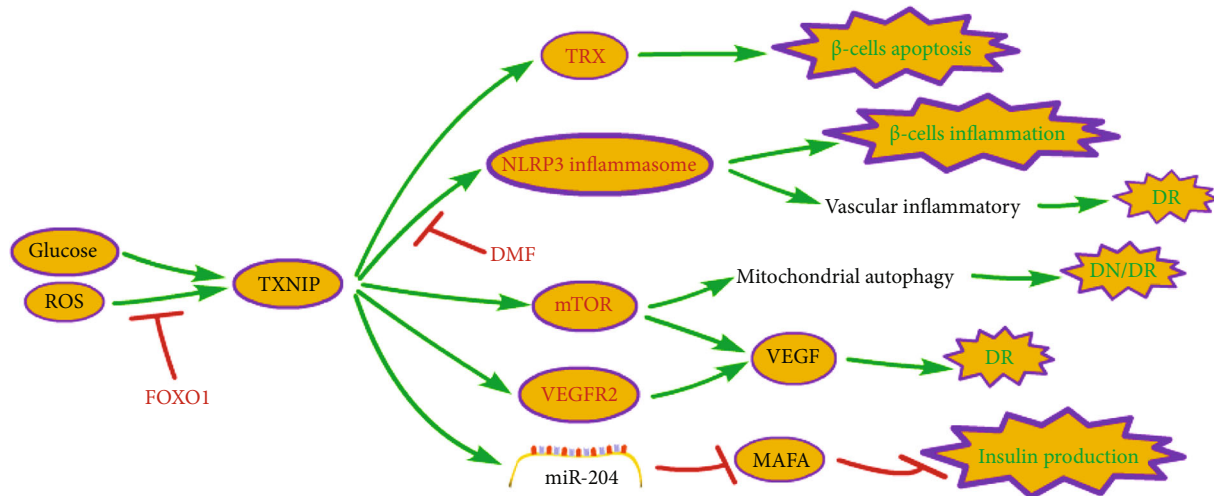 TRX
β-cells apoptosis
NLRP3 inflammasome
β-cells inflammation
Vascular inflammatory
DR
DMF
Glucose
ROS
TXNIP
FOXO1
mTOR
Mitochondrial autophagy
DN/DR
VEGFR2
VEGF
DR
miR-204
MAFA
Insulin production